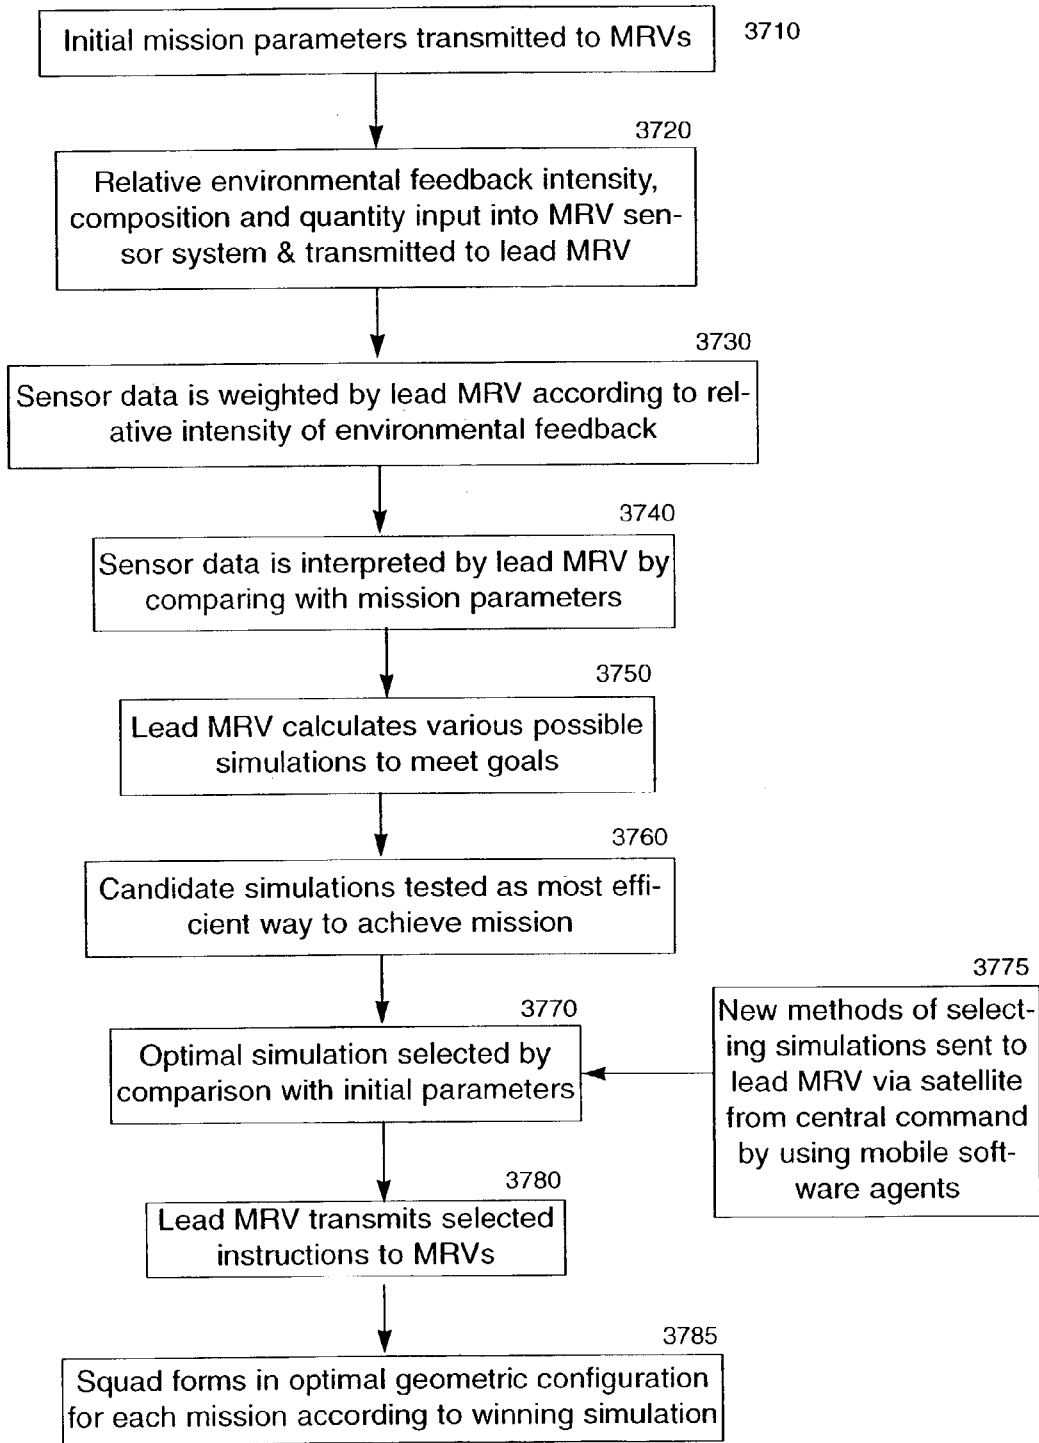 Initial mission parameters transmitted to MRVs
3710
3720
Relative environmental feedback intensity,
composition and quantity input into MRV sen-
sor system & transmitted to lead MRV
3730
Sensor data is weighted by lead MRV according to rel-
ative intensity of environmental feedback
3740
Sensor data is interpreted by lead MRV by
comparing with mission parameters
3750
Lead MRV calculates various possible
simulations to meet goals
3760
Candidate simulations tested as most effi-
cient way to achieve mission
3770
Optimal simulation selected by
comparison with initial parameters
3775
New methods of select-
ing simulations sent to
lead MRV via satellite
from central command
by using mobile soft-
ware agents
3780
Lead MRV transmits selected
instructions to MRVs
3785
Squad forms in optimal geometric configuration
for each mission according to winning simulation